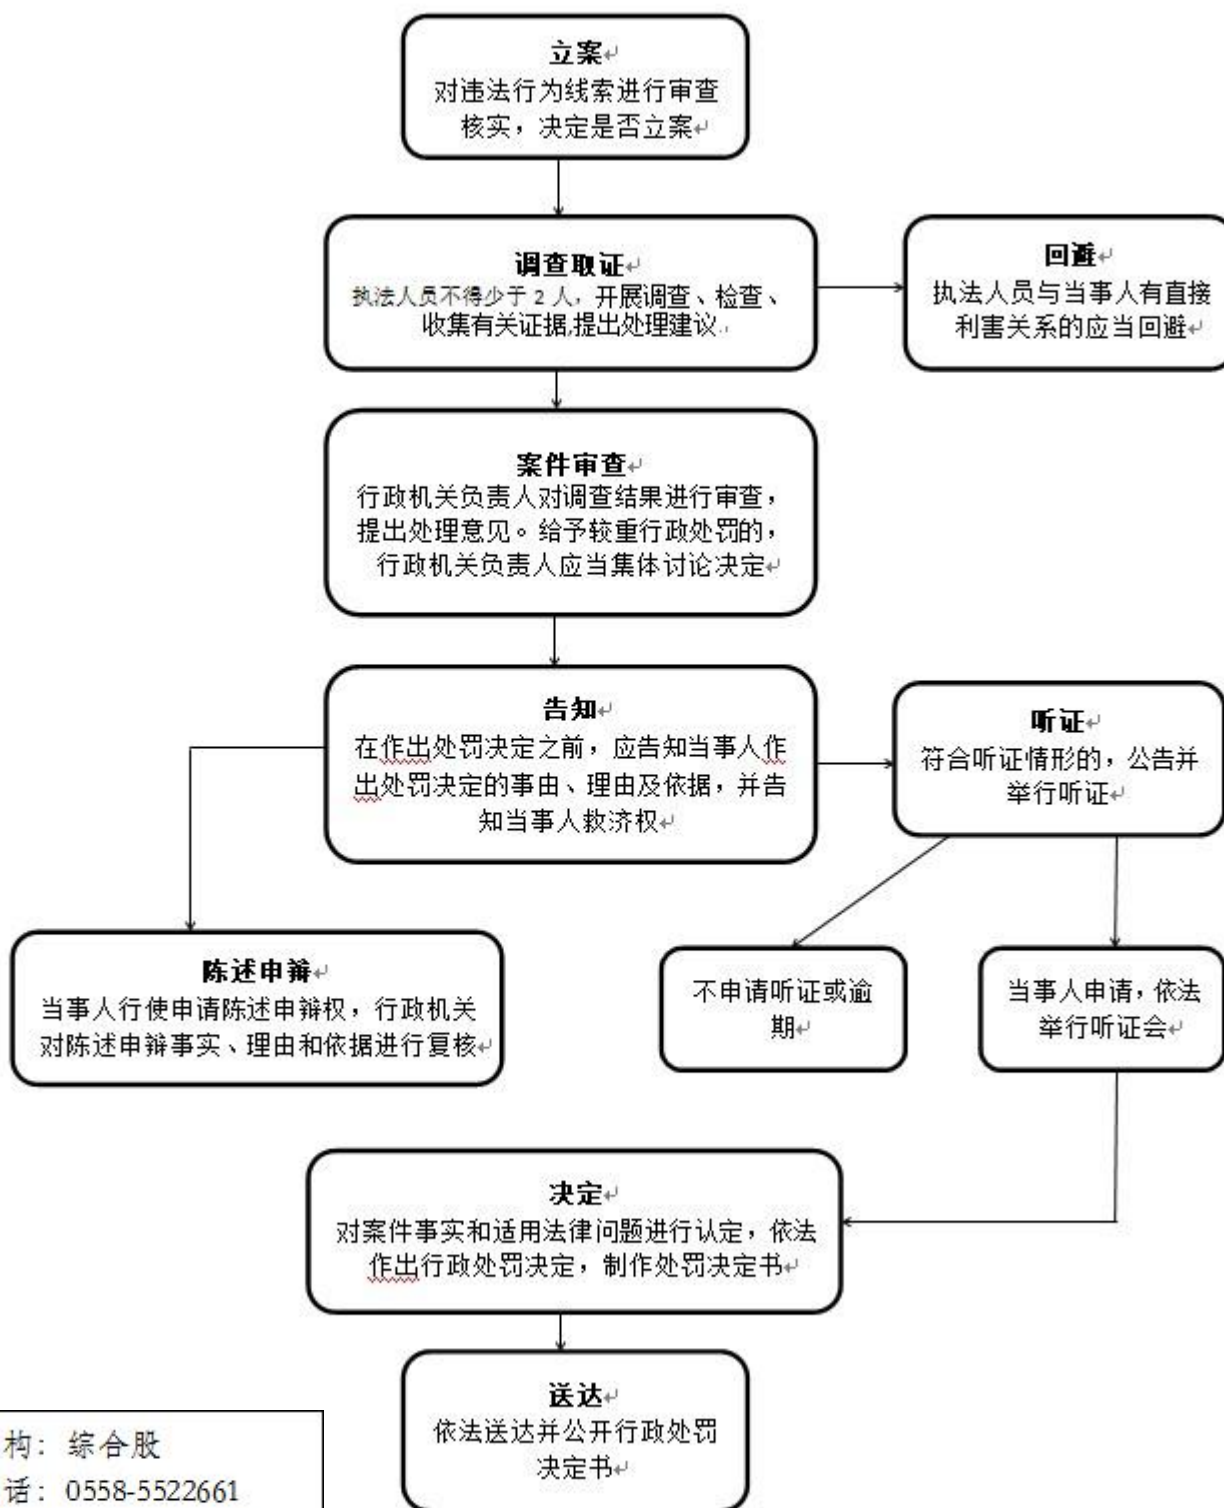 立案
对违法行为线索进行审查
核实，决定是否立案
调查取证
执法人员不得少于 2 人，开展调查、检查、
收集有关证据,提出处理建议.
回避
执法人员与当事人有直接
利害关系的应当回避
案件审查
行政机关负责人对调查结果进行审查，
提出处理意见。给予较重行政处罚的，
行政机关负责人应当集体讨论决定
告知
在作出处罚决定之前，应告知当事人作
出处罚决定的事由、理由及依据，并告
知当事人救济权
听证
符合听证情形的，公告并
举行听证
陈述申辩
当事人行使申请陈述申辩权，行政机关
对陈述申辩事实、理由和依据进行复核
不申请听证或逾
期
当事人申请，依法
举行听证会
决定
对案件事实和适用法律问题进行认定，依法
作出行政处罚决定，制作处罚决定书
送达
依法送达并公开行政处罚
决定书
构：综合股
话：0558-5522661